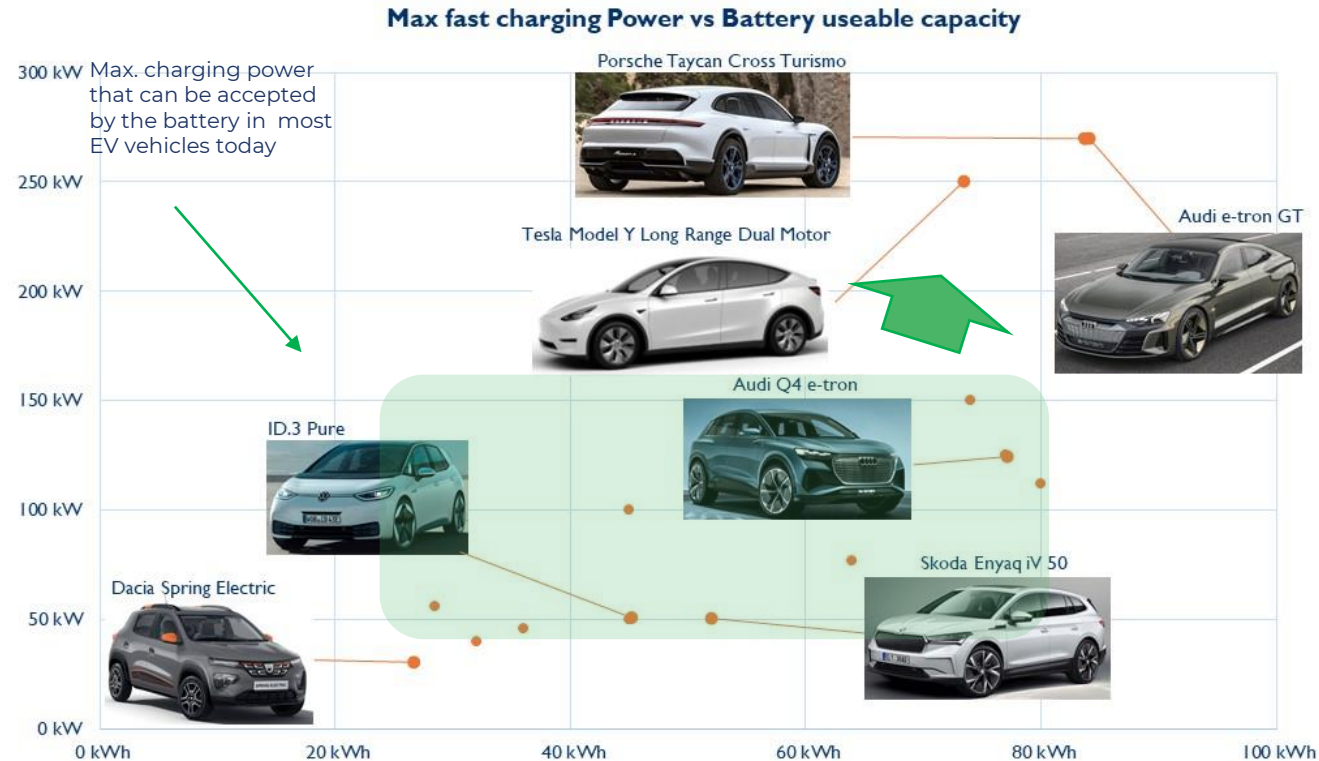 Max fast charging Power vs Battery useable capacity
Porsche Taycan Cross Turismo
300 kW
Max. charging power
that can be accepted
by the battery in most
EV vehicles today
250 kW
Audi e-tron GT
Tesla Model Y Long Range Dual Motor
200 kW
Audi Q4 e-tron
150 kW
ID.3 Pure
100 kW
Skoda Enyaq iV 50
Dacia Spring Electric
50 kW
0 kW
0 kWh
20 kWh
40 kWh
60 kWh
80 kWh
100 kWh